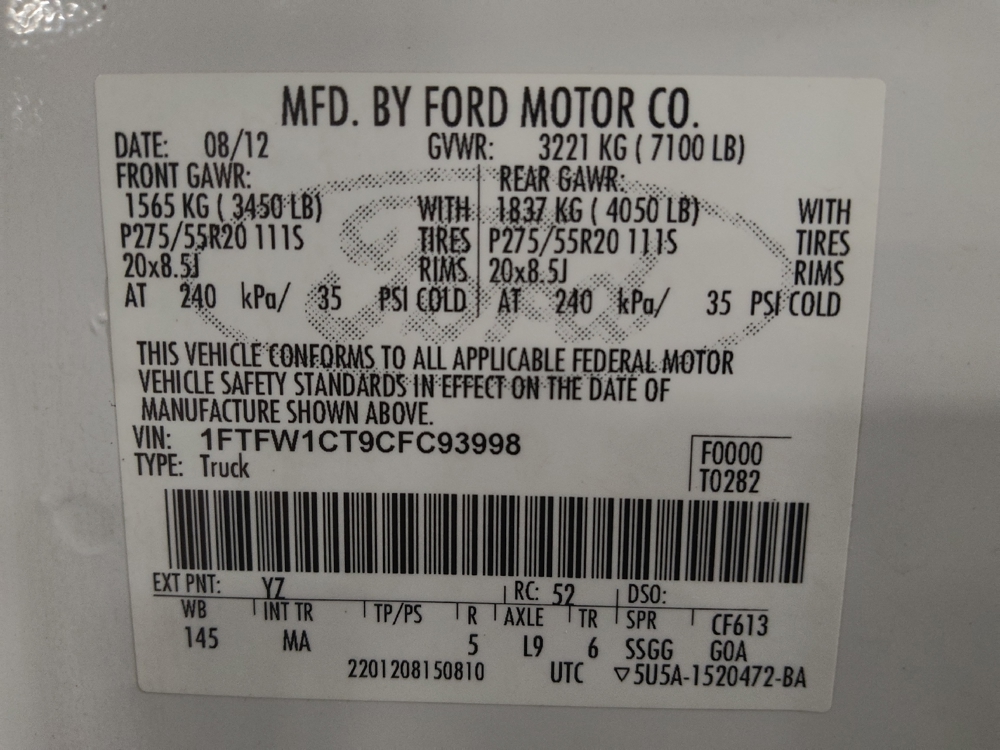 MFD. BY FORD MOTOR CO.
DATE: 08/12 GVWR: 3221 KG ( 7100 LB)
FRONT GAWR: REAR GAWR:
1565 KG ( 3450 LB) WITH 1837 KG ( 4050 LB) WITH
P275/55R20 111S TIRES P275/55R20 111S TIRES
20x8.5J RIMS 20x8.5J RIMS
AT 240 kPa/ 35 PSI COLD AT 240 kPa/ 35 PSI COLD
Ford
THIS VEHICLE CONFORMS TO ALL APPLICABLE FEDERAL MOTOR
VEHICLE SAFETY STANDARDS IN EFFECT ON THE DATE OF
MANUFACTURE SHOWN ABOVE.
VIN: 1FTFW1CT9CFC93998 F0000
TYPE: Truck T0282
EXT PNT: YZ RC: 52 DSO:
WB INT TR TP/PS R AXLE TR SPR CF613
145 MA 5 L9 6 SSGG GOA
2201208150810 UTC ▽5U5A-1520472-BA